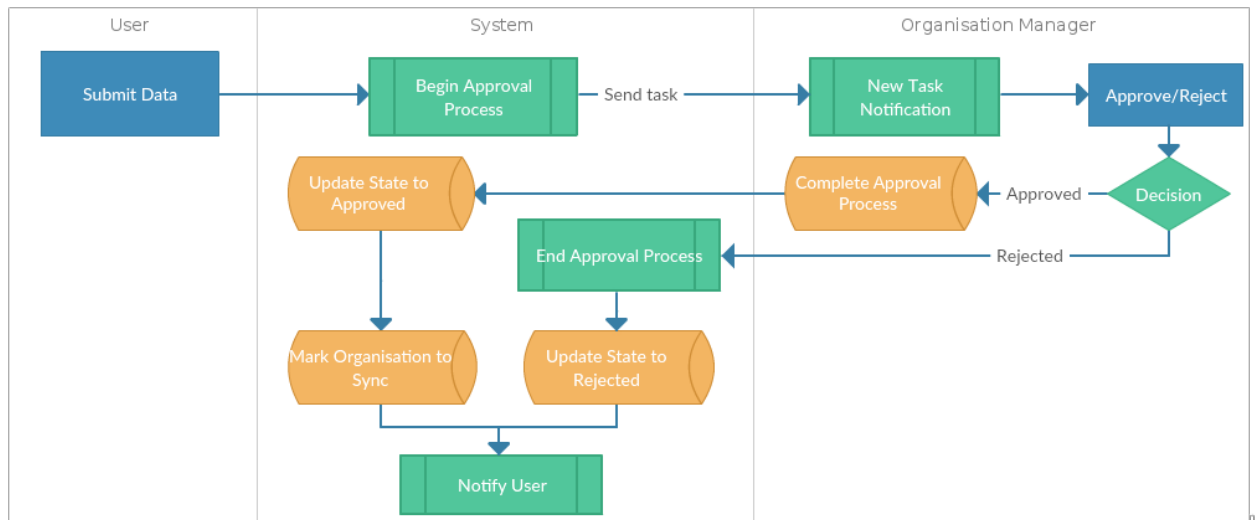 User
System
Organisation Manager
Submit Data
Begin Approval
Process
Send task
New Task
Notification
Approve/Reject
Update State to
Approved
Complete Approval
Process
Approved
Decision
End Approval Process
Rejected
Mark Organisation to
Sync
Update State to
Rejected
Notify User